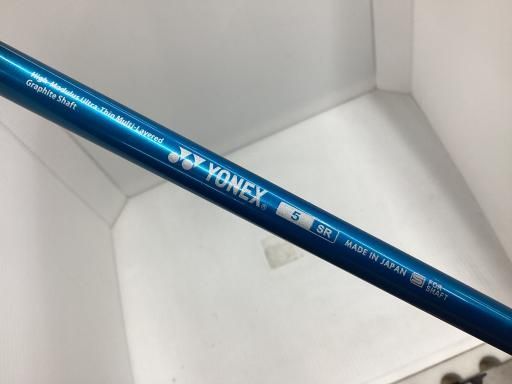 High-Modulus Ultra-Thin Multi-Layered
Graphite Shaft
YONEX®
5 SR
MADE IN JAPAN
FOR
SHAFT